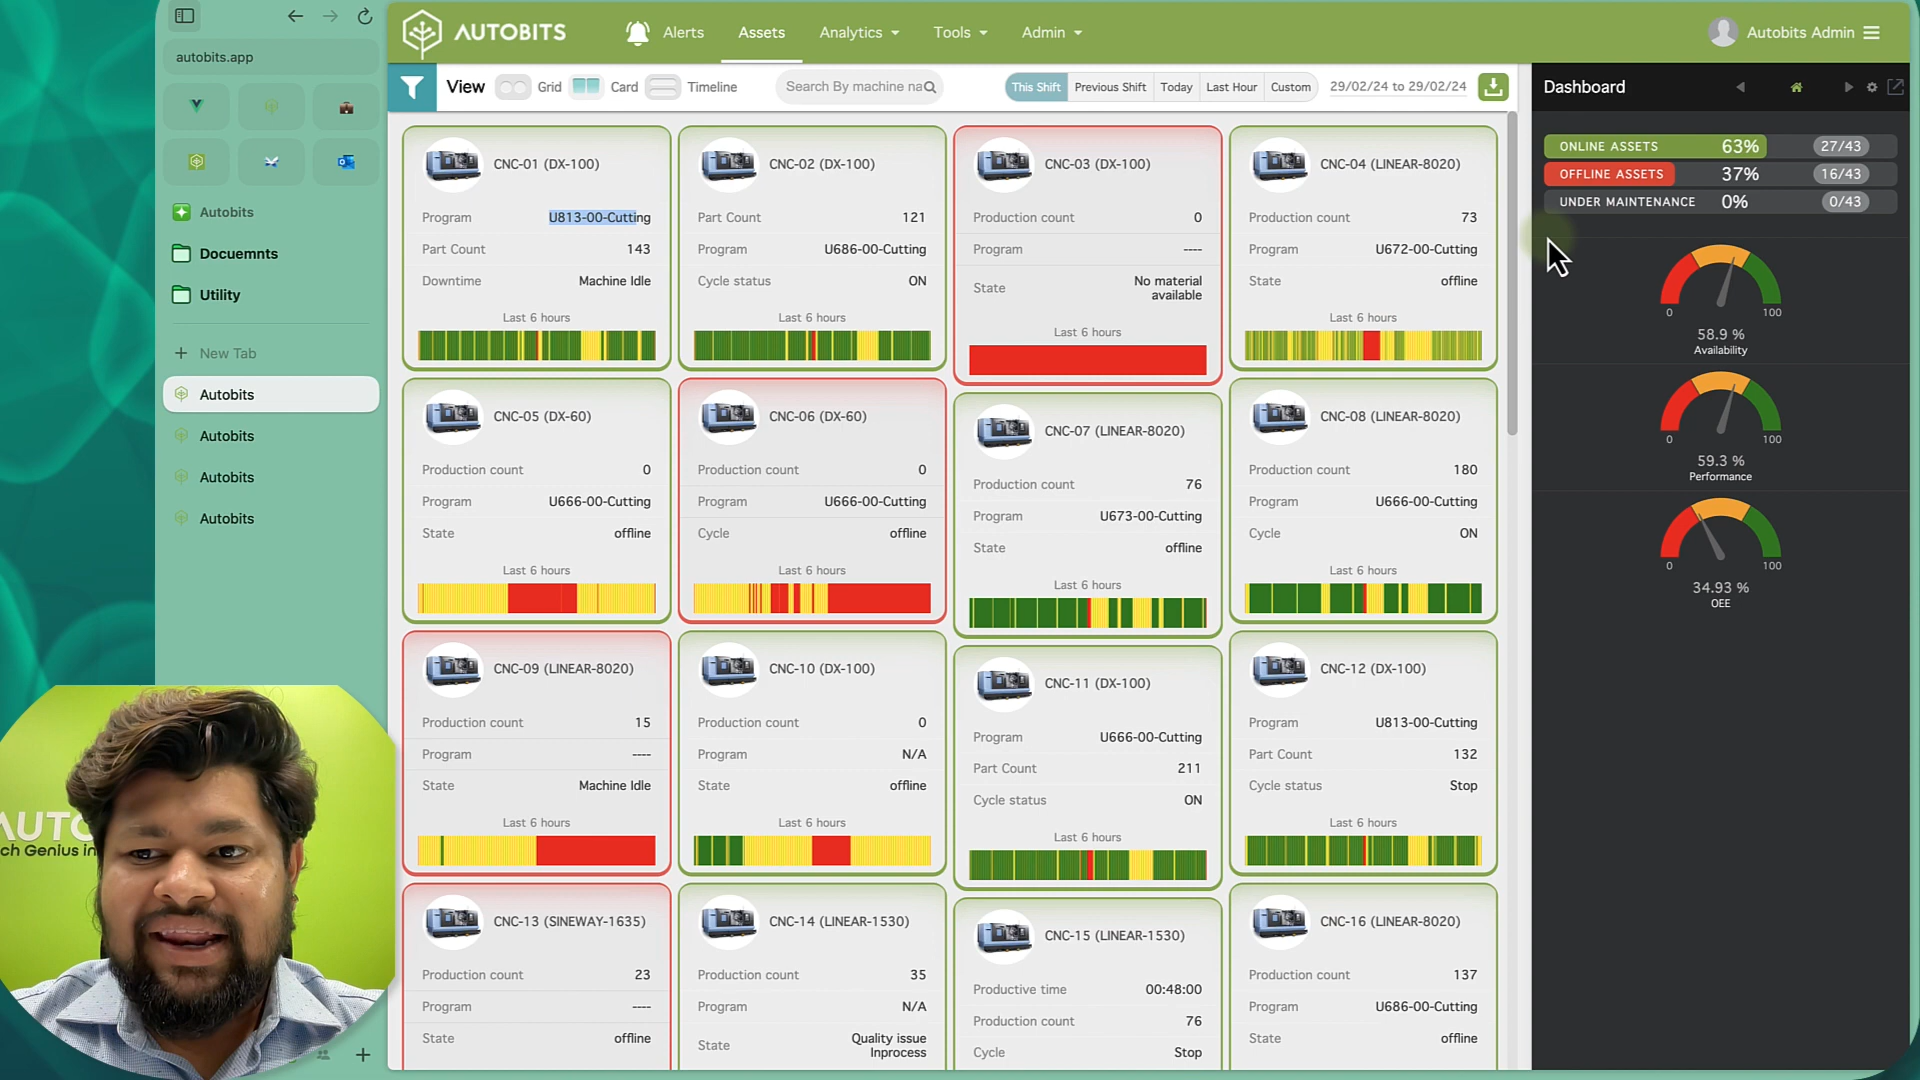 autobits.app
Autobits
Docuemnts
Utility
New Tab
Autobits
Autobits
Autobits
Autobits
AUTOBITS
Alerts
Assets
Analytics
Tools
Admin
Autobits Admin
View
Grid
Card
Timeline
Search By machine na
This Shift
Previous Shift
Today
Last Hour
Custom
29/02/24 to 29/02/24
CNC-01 (DX-100)
Program U813-00-Cutting
Part Count 143
Downtime Machine Idle
Last 6 hours
CNC-02 (DX-100)
Part Count 121
Program U686-00-Cutting
Cycle status ON
Last 6 hours
CNC-03 (DX-100)
Production count 0
Program ----
State No material
available
Last 6 hours
CNC-04 (LINEAR-8020)
Production count 73
Program U672-00-Cutting
State offline
Last 6 hours
CNC-05 (DX-60)
Production count 0
Program U666-00-Cutting
State offline
Last 6 hours
CNC-06 (DX-60)
Production count 0
Program U666-00-Cutting
Cycle offline
Last 6 hours
CNC-07 (LINEAR-8020)
Production count 76
Program U673-00-Cutting
State offline
Last 6 hours
CNC-08 (LINEAR-8020)
Production count 180
Program U666-00-Cutting
Cycle ON
Last 6 hours
CNC-09 (LINEAR-8020)
Production count 15
Program ----
State Machine Idle
Last 6 hours
CNC-10 (DX-100)
Production count 0
Program N/A
State offline
Last 6 hours
CNC-11 (DX-100)
Program U666-00-Cutting
Part Count 211
Cycle status ON
Last 6 hours
CNC-12 (DX-100)
Program U813-00-Cutting
Part Count 132
Cycle status Stop
Last 6 hours
CNC-13 (SINEWAY-1635)
Production count 23
Program ----
State offline
CNC-14 (LINEAR-1530)
Production count 35
Program N/A
State Quality issue
Inprocess
CNC-15 (LINEAR-1530)
Productive time 00:48:00
Production count 76
Cycle Stop
CNC-16 (LINEAR-8020)
Production count 137
Program U686-00-Cutting
State offline
Dashboard
ONLINE ASSETS 63% 27/43
OFFLINE ASSETS 37% 16/43
UNDER MAINTENANCE 0% 0/43
0 100
58.9 %
Availability
0 100
59.3 %
Performance
0 100
34.93 %
OEE
AUTO
ch Genius in